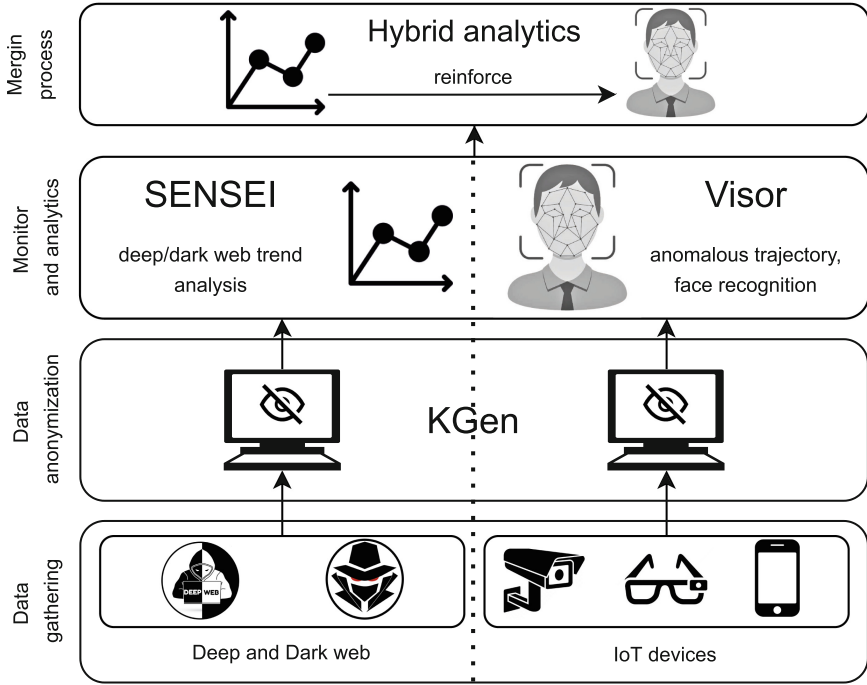 Mergin
process
Hybrid analytics
reinforce
Monitor
and analytics
SENSEI
deep/dark web trend
analysis
Visor
anomalous trajectory,
face recognition
Data
anonymization
KGen
Data
gathering
DEEP WEB
Deep and Dark web
IoT devices